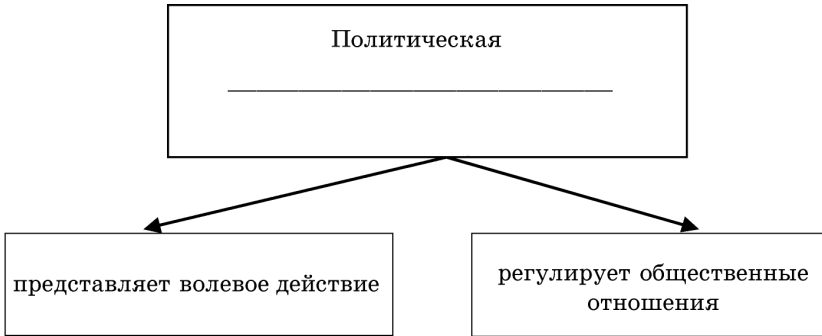 Политическая
представляет волевое действие
регулирует общественные
отношения